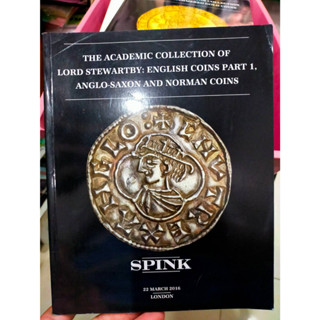 THE ACADEMIC COLLECTION OF
LORD STEWARTBY: ENGLISH COINS PART 1,
ANGLO-SAXON AND NORMAN COINS
SPINK
22 MARCH 2016
LONDON